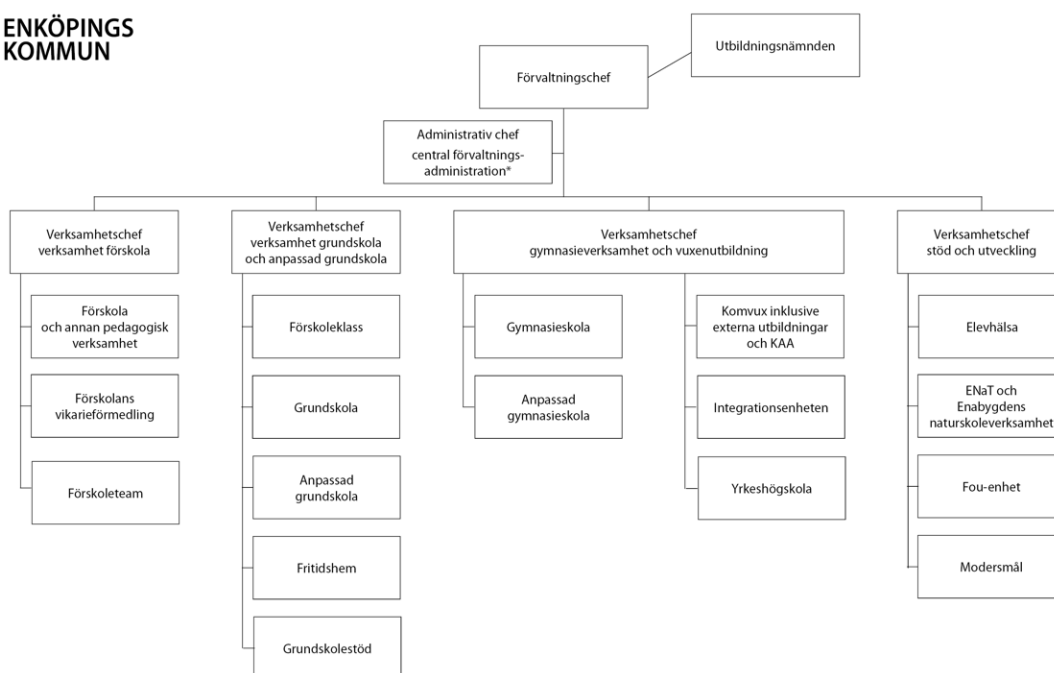 ENKÖPINGS
KOMMUN
Utbildningsnämnden
Förvaltningschef
Administrativ chef
central förvaltnings-
administration*
Verksamhetschef
verksamhet förskola
Förskola
och annan pedagogisk
verksamhet
Förskolans
vikarieförmedling
Förskoleteam
Verksamhetschef
verksamhet grundskola
och anpassad grundskola
Förskoleklass
Grundskola
Anpassad
grundskola
Fritidshem
Grundskolestöd
Verksamhetschef
gymnasieverksamhet och vuxenutbildning
Gymnasieskola
Anpassad
gymnasieskola
Komvux inklusive
externa utbildningar
och KAA
Integrationsenheten
Yrkeshögskola
Verksamhetschef
stöd och utveckling
Elevhälsa
ENaT och
Enabygdens
naturskoleverksamhet
Fou-enhet
Modersmål